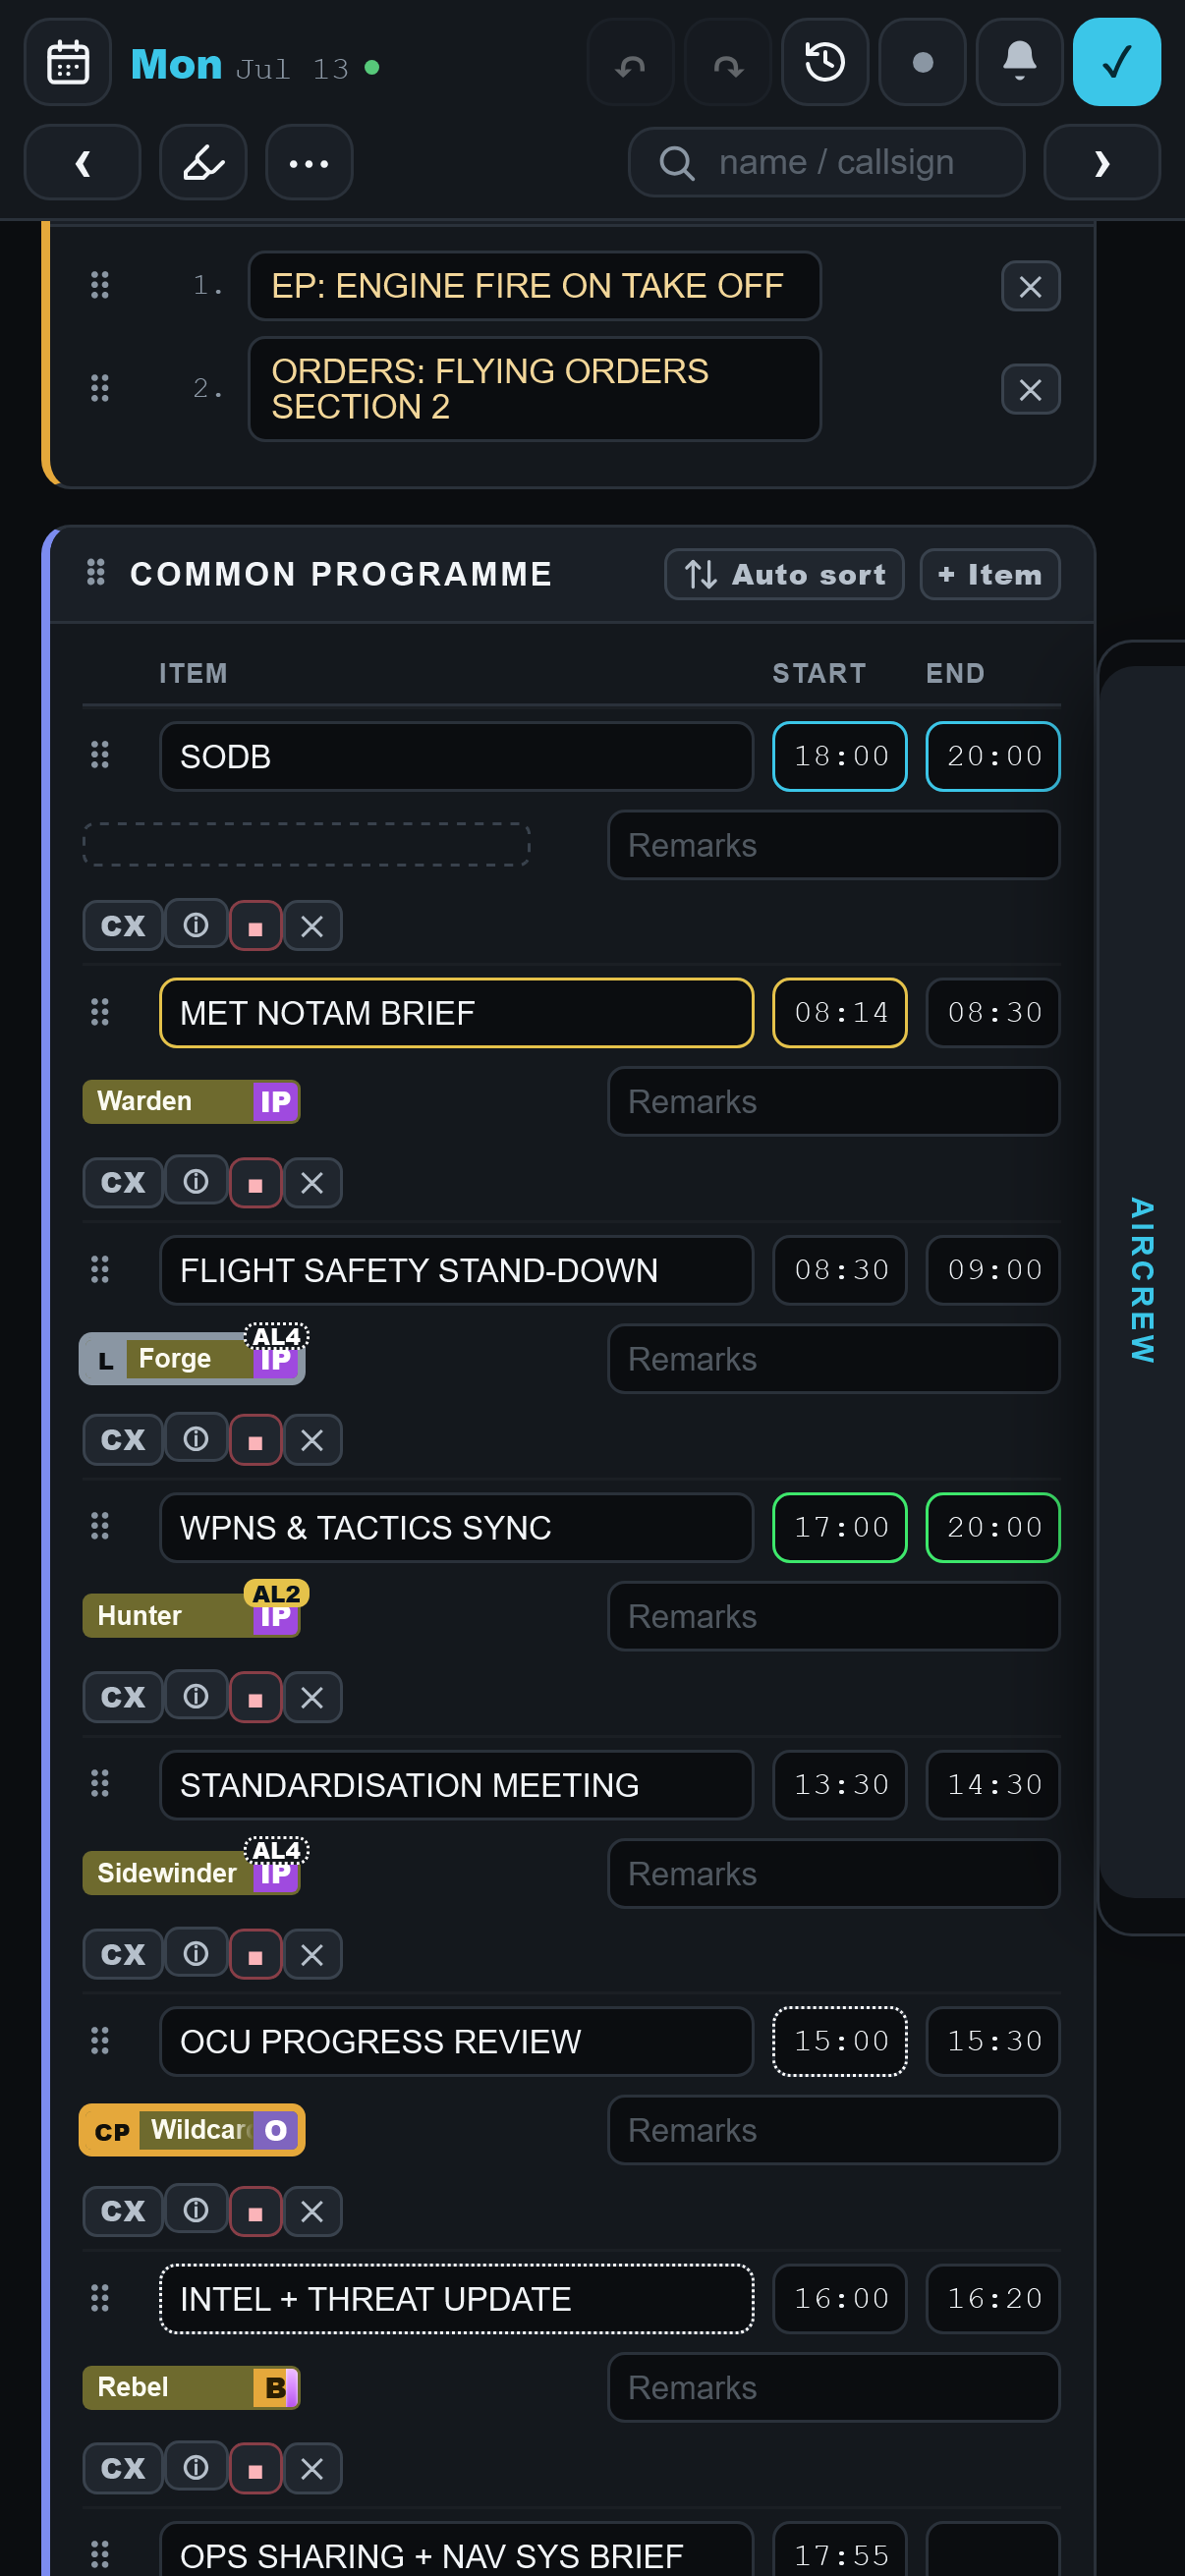 Mon Jul 13
name / callsign
1. EP: ENGINE FIRE ON TAKE OFF
2. ORDERS: FLYING ORDERS
SECTION 2
COMMON PROGRAMME Auto sort + Item
ITEM START END
SODB 18:00 20:00
Remarks
CX
MET NOTAM BRIEF 08:14 08:30
Warden IP Remarks
CX
FLIGHT SAFETY STAND-DOWN 08:30 09:00
AL4
L Forge IP Remarks
CX
WPNS & TACTICS SYNC 17:00 20:00
AL2
Hunter IP Remarks
CX
STANDARDISATION MEETING 13:30 14:30
AL4
Sidewinder IP Remarks
CX
OCU PROGRESS REVIEW 15:00 15:30
CP Wildcar O Remarks
CX
INTEL + THREAT UPDATE 16:00 16:20
Rebel B Remarks
CX
OPS SHARING + NAV SYS BRIEF 17:55
AIRCREW